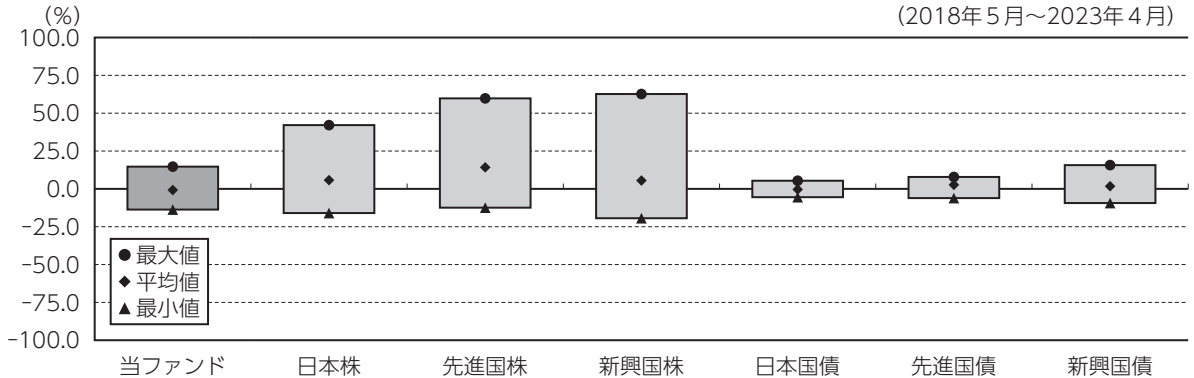 (%)
(2018年5月~2023年4月)
100.0
75.0
50.0
25.0
0.0
-25.0
-50.0
-75.0
-100.0
●最大値
◆平均値
▲最小値
当ファンド 日本株 先進国株 新興国株 日本国債 先進国債 新興国債